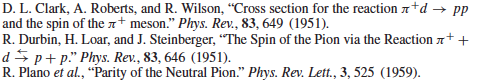 D. L. Clark, A. Roberts, and R. Wilson, “Cross section for the reaction π⁺d → pp
and the spin of the π⁺ meson.” Phys. Rev., 83, 649 (1951).
R. Durbin, H. Loar, and J. Steinberger, “The Spin of the Pion via the Reaction π⁺ +
d ⇆ p + p.” Phys. Rev., 83, 646 (1951).
R. Plano et al., “Parity of the Neutral Pion.” Phys. Rev. Lett., 3, 525 (1959).